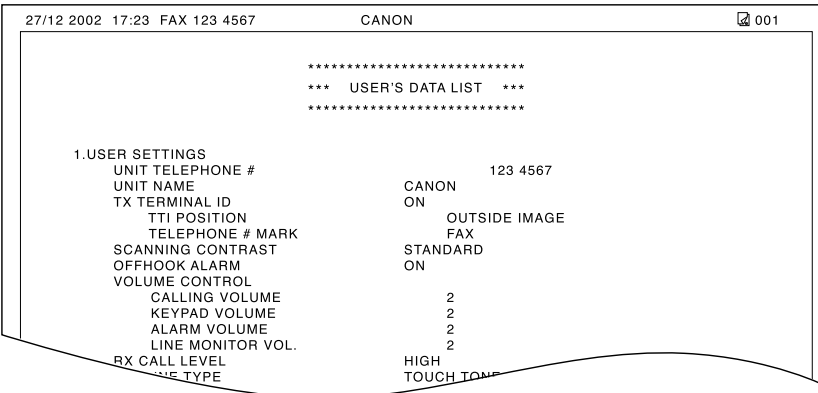 27/12 2002 17:23 FAX 123 4567 CANON 001
****************************
*** USER'S DATA LIST ***
****************************
1.USER SETTINGS
UNIT TELEPHONE # 123 4567
UNIT NAME CANON
TX TERMINAL ID ON
TTI POSITION OUTSIDE IMAGE
TELEPHONE # MARK FAX
SCANNING CONTRAST STANDARD
OFFHOOK ALARM ON
VOLUME CONTROL
CALLING VOLUME 2
KEYPAD VOLUME 2
ALARM VOLUME 2
LINE MONITOR VOL. 2
RX CALL LEVEL HIGH
TYPE TOUCH TONE